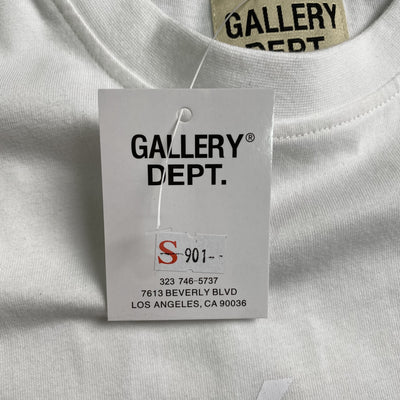 GALLERY
DEPT.
GALLERY®
DEPT.
S-901--
323 746-5737
7613 BEVERLY BLVD
LOS ANGELES, CA 90036